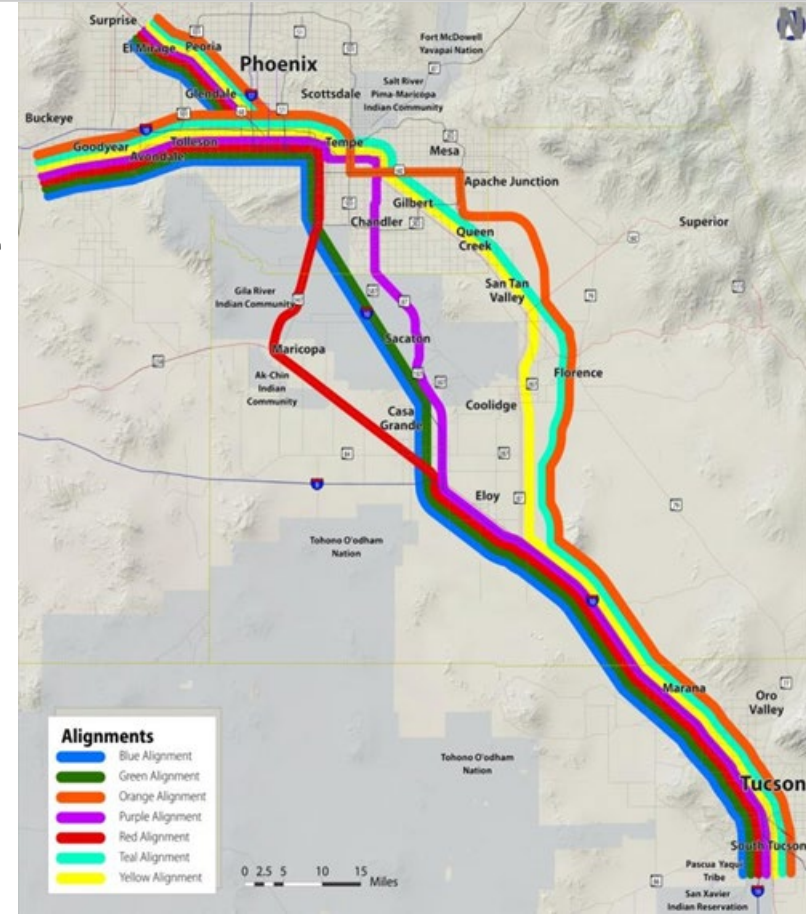 Surprise
El Mirage
Peoria
Phoenix
Fort McDowell
Yavapai Nation
Glendale
Scottsdale
Salt River
Pima-Maricopa
Indian Community
Buckeye
Goodyear
Tolleson
Avondale
Tempe
Mesa
Apache Junction
Gilbert
Chandler
Queen
Creek
Superior
San Tan
Valley
Gila River
Indian Community
Sacaton
Maricopa
Ak-Chin
Indian
Community
Florence
Casa
Grande
Coolidge
Eloy
Tohono O'odham
Nation
Marana
Oro
Valley
Tohono O'odham
Nation
Tucson
South Tucson
Pascua Yaqui
Tribe
San Xavier
Indian Reservation
Alignments
Blue Alignment
Green Alignment
Orange Alignment
Purple Alignment
Red Alignment
Teal Alignment
Yellow Alignment
0 2.5 5 10 15
Miles
N